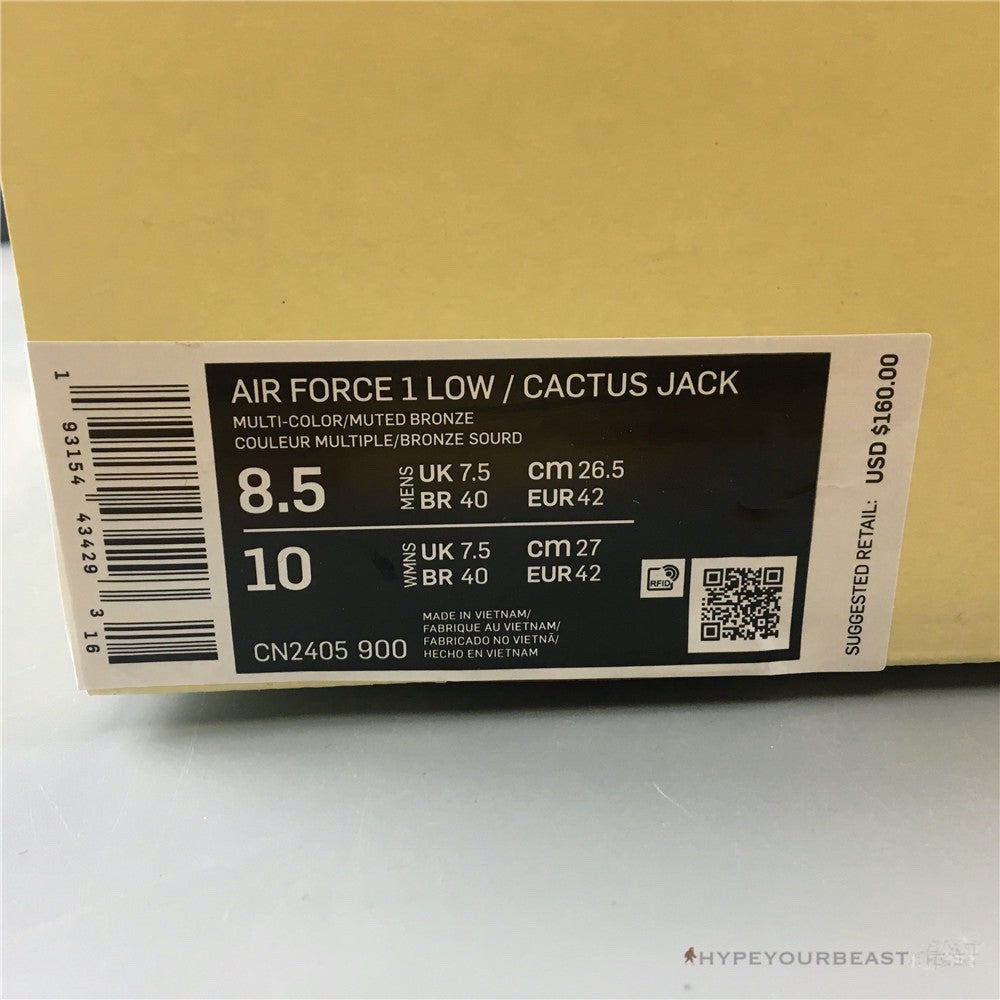 AIR FORCE 1 LOW / CACTUS JACK
MULTI-COLOR/MUTED BRONZE
COULEUR MULTIPLE/BRONZE SOURD
8.5 MENS UK 7.5 cm 26.5
BR 40 EUR 42
10 WMNS UK 7.5 cm 27
BR 40 EUR 42
RFID
MADE IN VIETNAM/
FABRIQUE AU VIETNAM/
FABRICADO NO VIETNÃ/
HECHO EN VIETNAM
CN2405 900
1 93154 43429 3 16
SUGGESTED RETAIL: USD $160.00
HYPEYOURBEAST